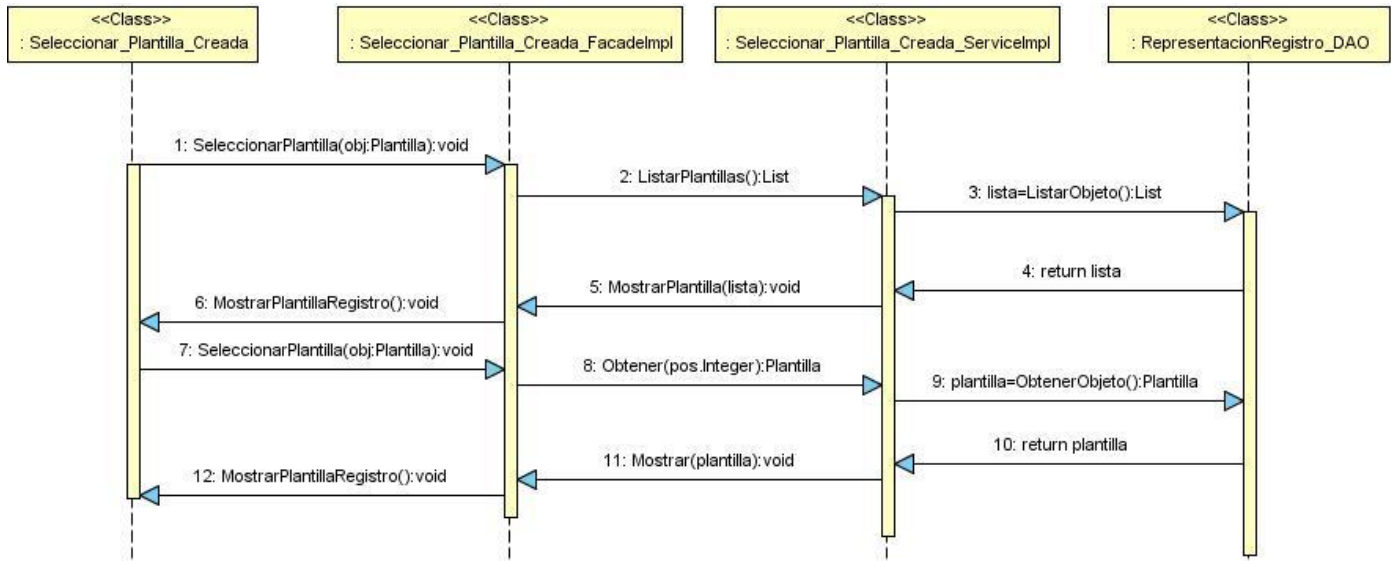 <<Class>>
: Seleccionar_Plantilla_Creada
<<Class>>
: Seleccionar_Plantilla_Creada_FacadeImpl
<<Class>>
: Seleccionar_Plantilla_Creada_ServiceImpl
<<Class>>
: RepresentacionRegistro_DAO
1: SeleccionarPlantilla(obj:Plantilla):void
2: ListarPlantillas():List
3: lista=ListarObjeto():List
4: return lista
5: MostrarPlantilla(lista):void
6: MostrarPlantillaRegistro():void
7: SeleccionarPlantilla(obj:Plantilla):void
8: Obtener(pos.Integer):Plantilla
9: plantilla=ObtenerObjeto():Plantilla
10: return plantilla
11: Mostrar(plantilla):void
12: MostrarPlantillaRegistro():void